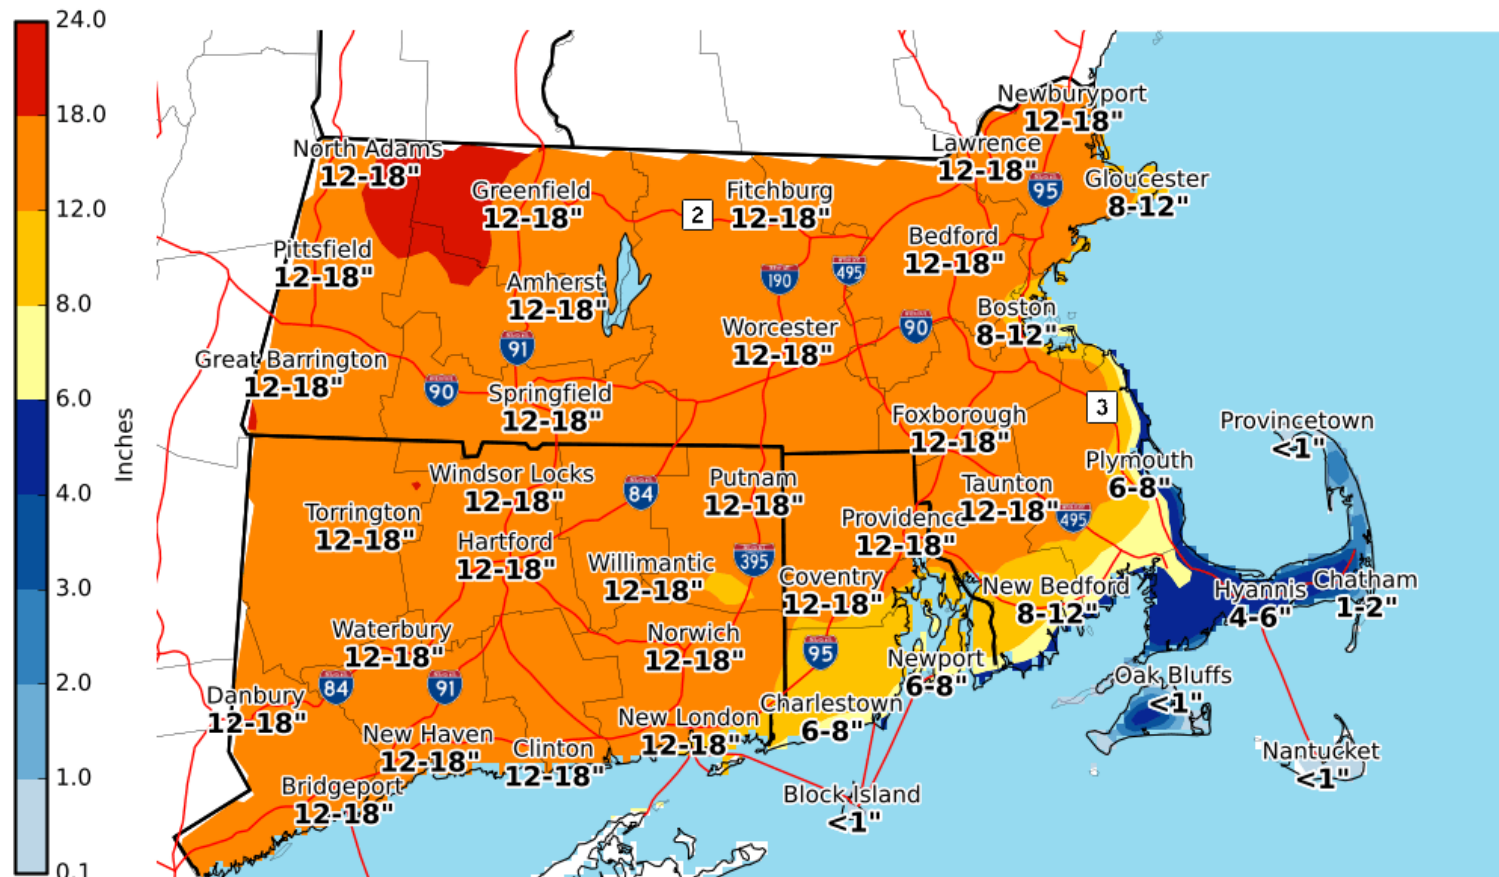 24.0
18.0
12.0
8.0
6.0
4.0
3.0
2.0
1.0
0.1
Inches
Newburyport
12-18"
Lawrence
12-18"
North Adams
12-18"
95
Gloucester
8-12"
Greenfield
12-18"
2
Fitchburg
12-18"
Bedford
12-18"
Pittsfield
12-18"
190
495
Amherst
12-18"
Boston
8-12"
Worcester
12-18"
90
91
Great Barrington
12-18"
90
Springfield
12-18"
3
Foxborough
12-18"
Provincetown
<1"
Plymouth
6-8"
Windsor Locks
12-18"
84
Putnam
12-18"
Taunton
12-18"
495
Torrington
12-18"
Providence
12-18"
Hartford
12-18"
Willimantic
12-18"
395
Coventry
12-18"
New Bedford
8-12"
Hyannis
4-6"
Chatham
1-2"
Waterbury
12-18"
Norwich
12-18"
95
Newport
6-8"
Oak Bluffs
<1"
Danbury
12-18"
84
91
New London
12-18"
Charlestown
6-8"
New Haven
12-18"
Clinton
12-18"
Nantucket
<1"
Bridgeport
12-18"
Block Island
<1"